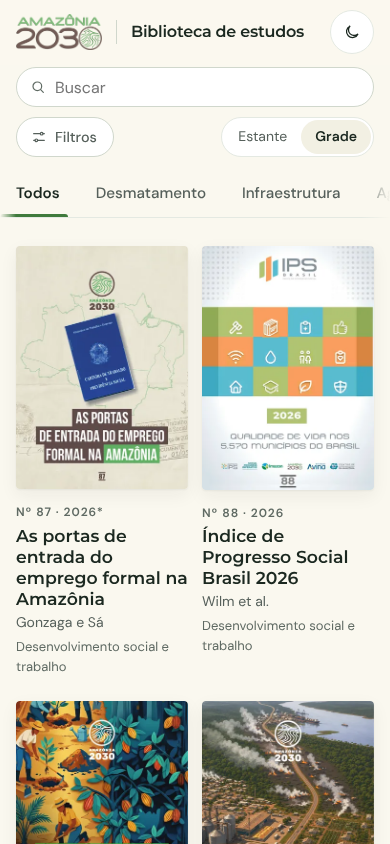 AMAZÔNIA
2030
Biblioteca de estudos
Buscar
Filtros
Estante
Grade
Todos
Desmatamento
Infraestrutura
AMAZÔNIA
2030
AS PORTAS
DE ENTRADA DO EMPREGO
FORMAL NA AMAZÔNIA
87
IPS
BRASIL
2026
QUALIDADE DE VIDA NOS
5.570 MUNICÍPIOS DO BRASIL
88
Nº 87 · 2026*
As portas de
entrada do
emprego formal na
Amazônia
Gonzaga e Sá
Desenvolvimento social e
trabalho
Nº 88 · 2026
Índice de
Progresso Social
Brasil 2026
Wilm et al.
Desenvolvimento social e
trabalho
AMAZÔNIA
2030
AMAZÔNIA
2030